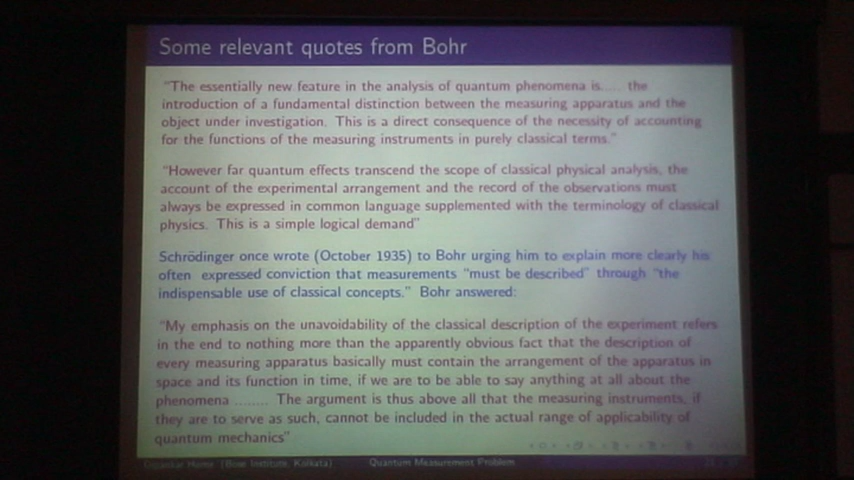 Some relevant quotes from Bohr
"The essentially new feature in the analysis of quantum phenomena is..... the
introduction of a fundamental distinction between the measuring apparatus and the
object under investigation. This is a direct consequence of the necessity of accounting
for the functions of the measuring instruments in purely classical terms."
"However far quantum effects transcend the scope of classical physical analysis, the
account of the experimental arrangement and the record of the observations must
always be expressed in common language supplemented with the terminology of classical
physics. This is a simple logical demand"
Schrödinger once wrote (October 1935) to Bohr urging him to explain more clearly his
often expressed conviction that measurements "must be described" through "the
indispensable use of classical concepts." Bohr answered:
"My emphasis on the unavoidability of the classical description of the experiment refers
in the end to nothing more than the apparently obvious fact that the description of
every measuring apparatus basically must contain the arrangement of the apparatus in
space and its function in time, if we are to be able to say anything at all about the
phenomena ........ The argument is thus above all that the measuring instruments, if
they are to serve as such, cannot be included in the actual range of applicability of
quantum mechanics"
Home (Bose Institute, Kolkata) Quantum Measurement Problem